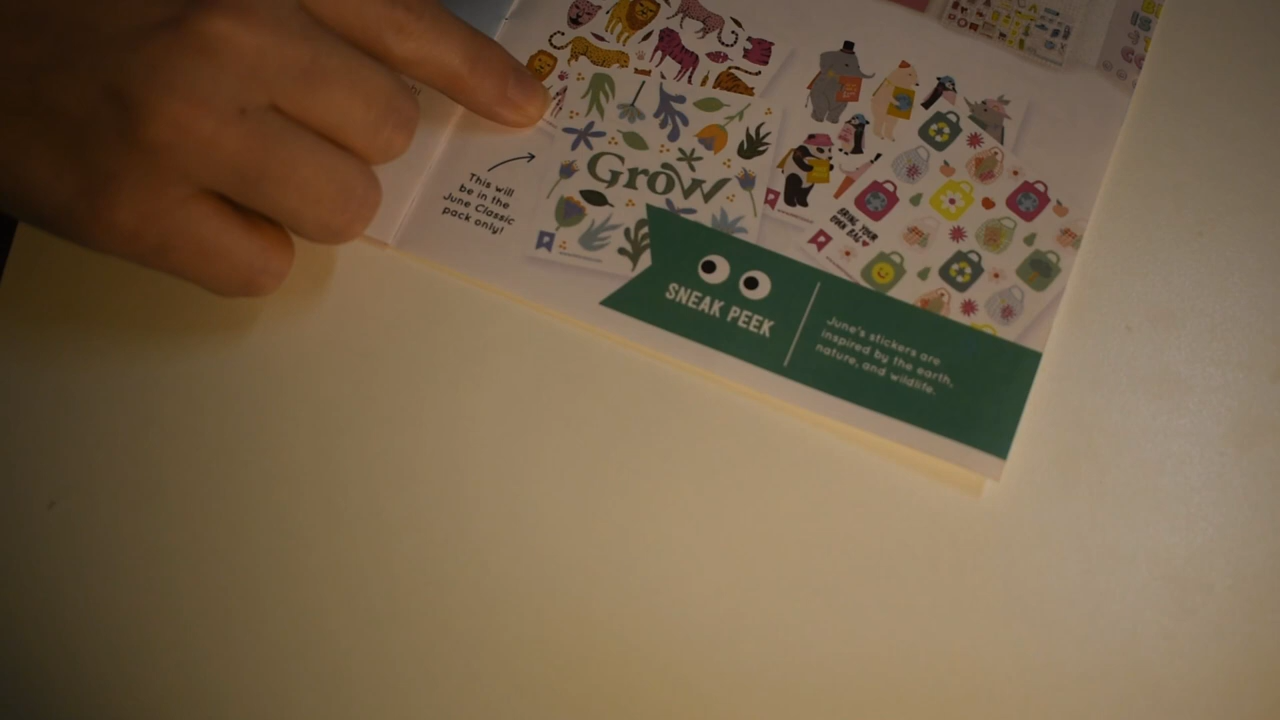 This will
be in the
June Classic
pack only!
Grow
BRING YOUR
OWN BAG
SNEAK PEEK
June's stickers are
inspired by the earth,
nature, and wildlife.